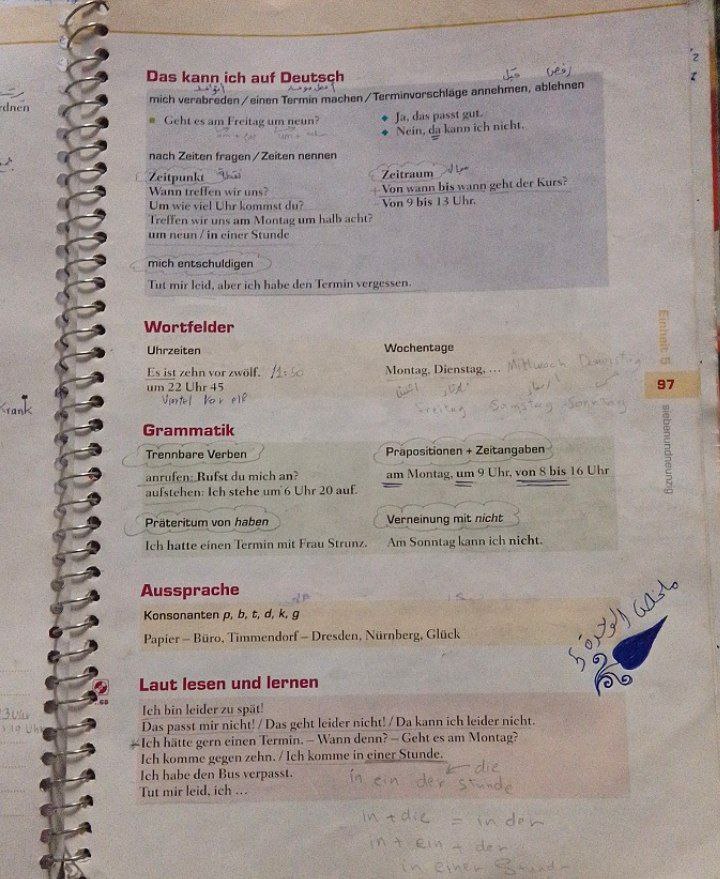 rdnen
Krank
Das kann ich auf Deutsch
رفض
قبل
mich verabreden / einen Termin machen / Terminvorschläge annehmen, ablehnen
Geht es am Freitag um neun?
Ja, das passt gut.
Nein, da kann ich nicht.
nach Zeiten fragen / Zeiten nennen
Zeitpunkt نقطة
Zeitraum
Wann treffen wir uns?
Von wann bis wann geht der Kurs?
Um wie viel Uhr kommst du?
Von 9 bis 13 Uhr.
Treffen wir uns am Montag um halb acht?
um neun / in einer Stunde
mich entschuldigen
Tut mir leid, aber ich habe den Termin vergessen.
Wortfelder
Uhrzeiten
Wochentage
Es ist zehn vor zwölf. 11:50
Montag, Dienstag, … Mittwoch
um 22 Uhr 45
Viertel vor elf
Freitag Samstag Sonntag
Einheit 5
97
siebenundneunzig
Grammatik
Trennbare Verben
Präpositionen + Zeitangaben
anrufen: Rufst du mich an?
am Montag, um 9 Uhr, von 8 bis 16 Uhr
aufstehen: Ich stehe um 6 Uhr 20 auf.
Präteritum von haben
Verneinung mit nicht
Ich hatte einen Termin mit Frau Strunz.
Am Sonntag kann ich nicht.
Aussprache
Konsonanten p, b, t, d, k, g
Papier – Büro, Timmendorf – Dresden, Nürnberg, Glück
Laut lesen und lernen
Ich bin leider zu spät!
Das passt mir nicht! / Das geht leider nicht! / Da kann ich leider nicht.
Ich hätte gern einen Termin. – Wann denn? – Geht es am Montag?
Ich komme gegen zehn. / Ich komme in einer Stunde.
Ich habe den Bus verpasst.
die
in ein der Stunde
Tut mir leid, ich …
in + die = in der
in + ein + der
in einer